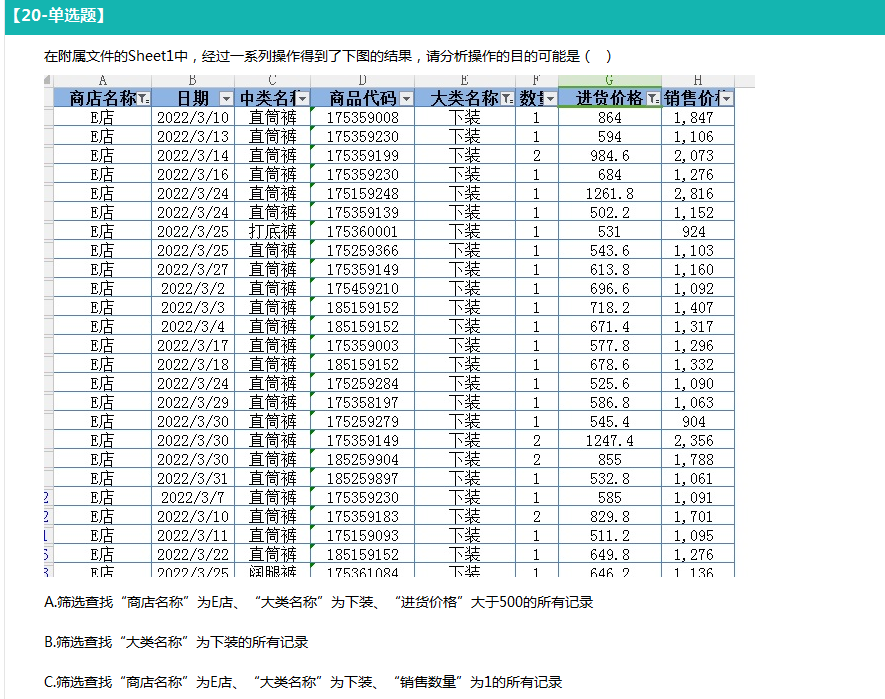 【20-单选题】
在附属文件的Sheet1中，经过一系列操作得到了下图的结果，请分析操作的目的可能是（ ）
A B C D E F G H
商店名称 日期 中类名称 商品代码 大类名称 数量 进货价格 销售价格
E店 2022/3/10 直筒裤 175359008 下装 1 864 1,847
E店 2022/3/13 直筒裤 175359230 下装 1 594 1,106
E店 2022/3/14 直筒裤 175359199 下装 2 984.6 2,073
E店 2022/3/16 直筒裤 175359230 下装 1 684 1,276
E店 2022/3/24 直筒裤 175159248 下装 1 1261.8 2,816
E店 2022/3/24 直筒裤 175359139 下装 1 502.2 1,152
E店 2022/3/25 打底裤 175360001 下装 1 531 924
E店 2022/3/25 直筒裤 175259366 下装 1 543.6 1,103
E店 2022/3/27 直筒裤 175359149 下装 1 613.8 1,160
E店 2022/3/2 直筒裤 175459210 下装 1 696.6 1,092
E店 2022/3/3 直筒裤 185159152 下装 1 718.2 1,407
E店 2022/3/4 直筒裤 185159152 下装 1 671.4 1,317
E店 2022/3/17 直筒裤 175359003 下装 1 577.8 1,296
E店 2022/3/18 直筒裤 185159152 下装 1 678.6 1,332
E店 2022/3/24 直筒裤 175259284 下装 1 525.6 1,090
E店 2022/3/29 直筒裤 175358197 下装 1 586.8 1,063
E店 2022/3/30 直筒裤 175259279 下装 1 545.4 904
E店 2022/3/30 直筒裤 175359149 下装 2 1247.4 2,356
E店 2022/3/30 直筒裤 185259904 下装 2 855 1,788
E店 2022/3/31 直筒裤 185259897 下装 1 532.8 1,061
2 E店 2022/3/7 直筒裤 175359230 下装 1 585 1,091
2 E店 2022/3/10 直筒裤 175359183 下装 2 829.8 1,701
1 E店 2022/3/11 直筒裤 175159093 下装 1 511.2 1,095
5 E店 2022/3/22 直筒裤 185159152 下装 1 649.8 1,276
3 E店 2022/3/25 阔腿裤 175361084 下装 1 646.2 1,136
A.筛选查找“商店名称”为E店、“大类名称”为下装、“进货价格”大于500的所有记录
B.筛选查找“大类名称”为下装的所有记录
C.筛选查找“商店名称”为E店、“大类名称”为下装、“销售数量”为1的所有记录